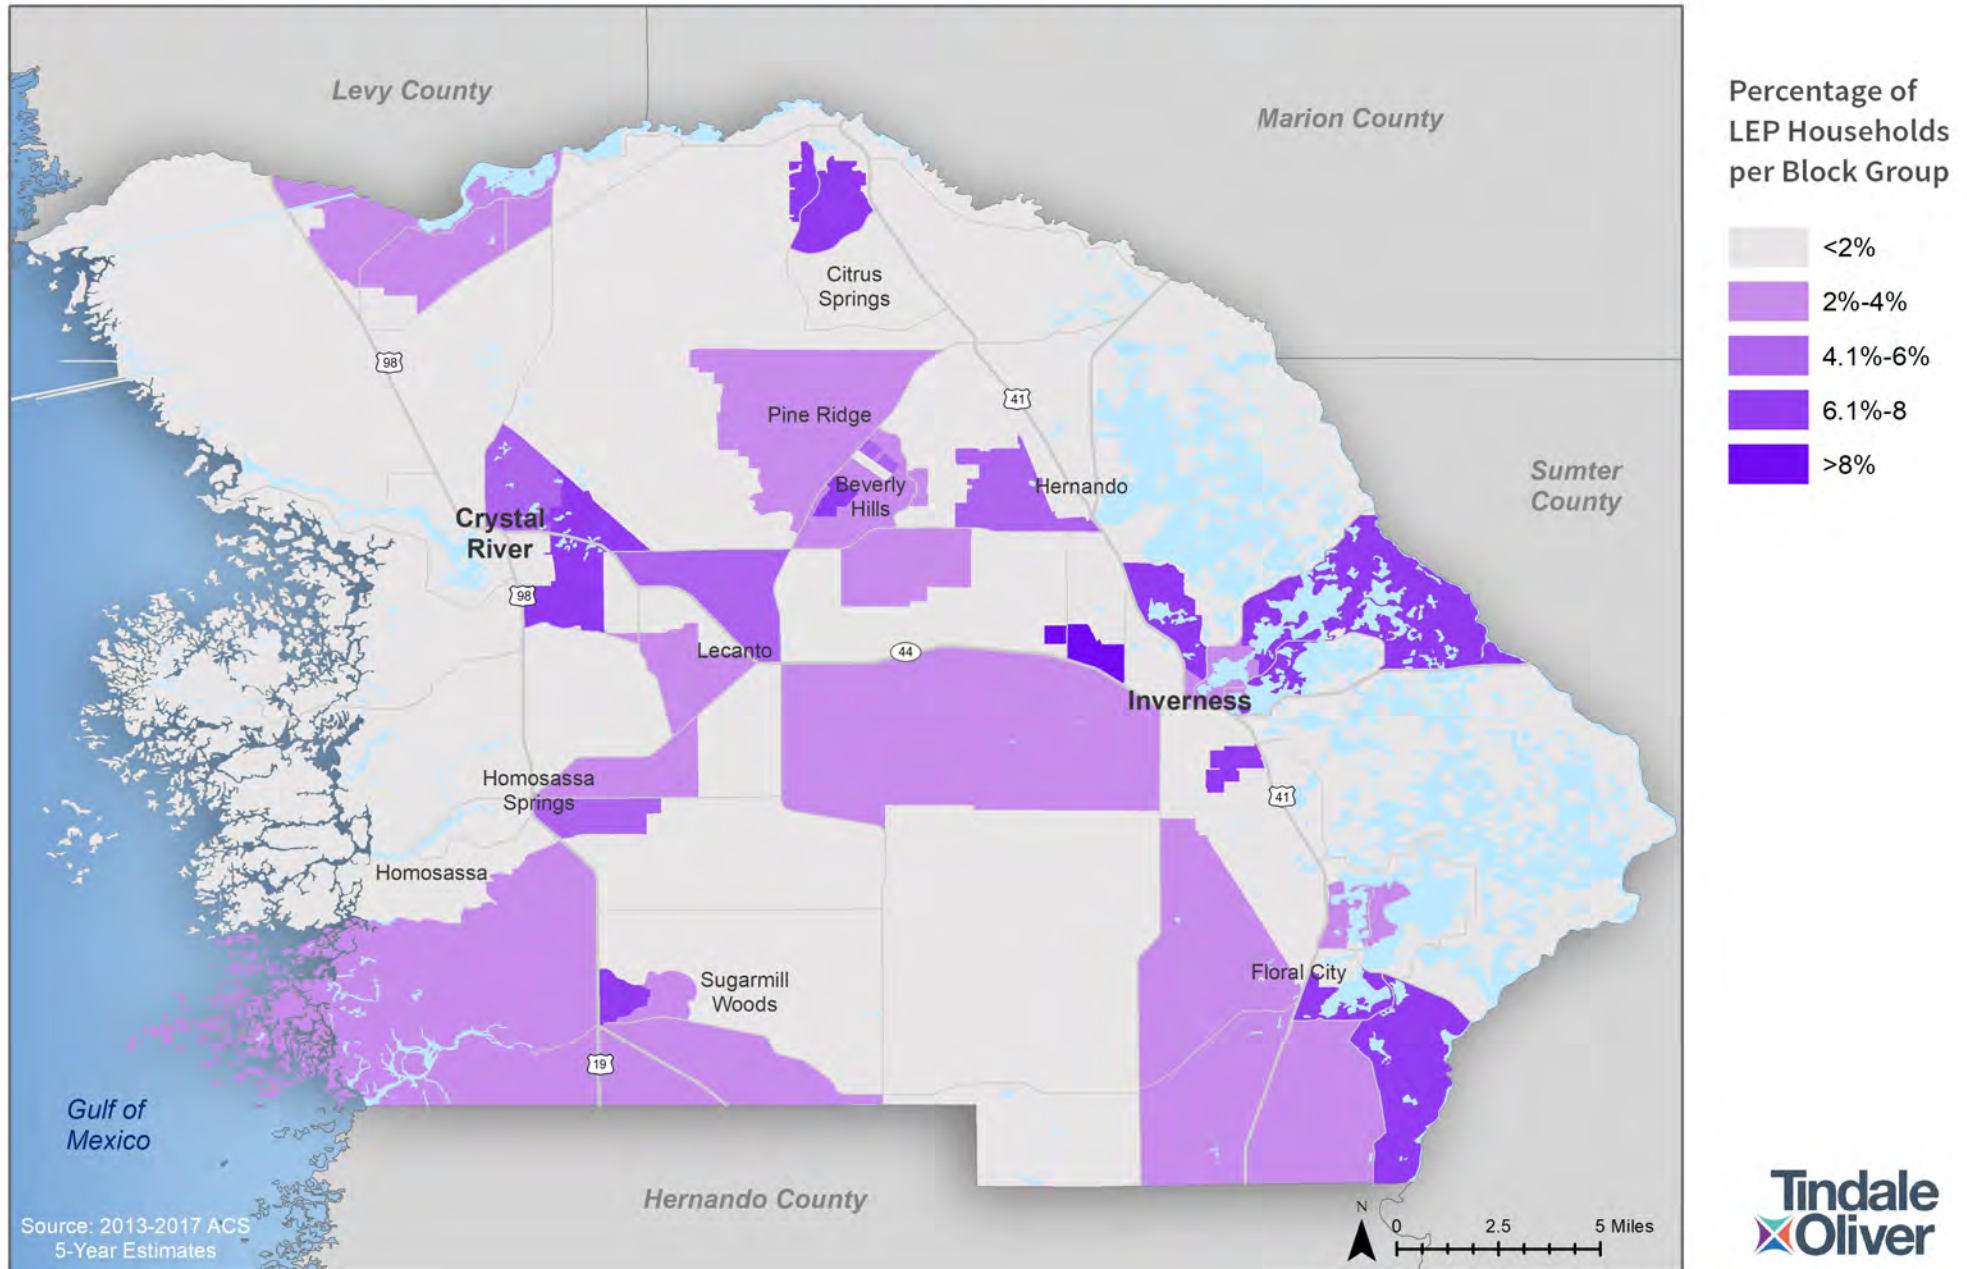 Levy County
Marion County
Citrus
Springs
98
41
Pine Ridge
Beverly
Hills
Hernando
Sumter
County
Crystal
River
98
Lecanto
44
Inverness
Homosassa
Springs
41
Homosassa
Floral City
Sugarmill
Woods
19
Gulf of
Mexico
Hernando County
Source: 2013-2017 ACS
5-Year Estimates
N
0 2.5 5 Miles
Percentage of
LEP Households
per Block Group
<2%
2%-4%
4.1%-6%
6.1%-8
>8%
Tindale
Oliver